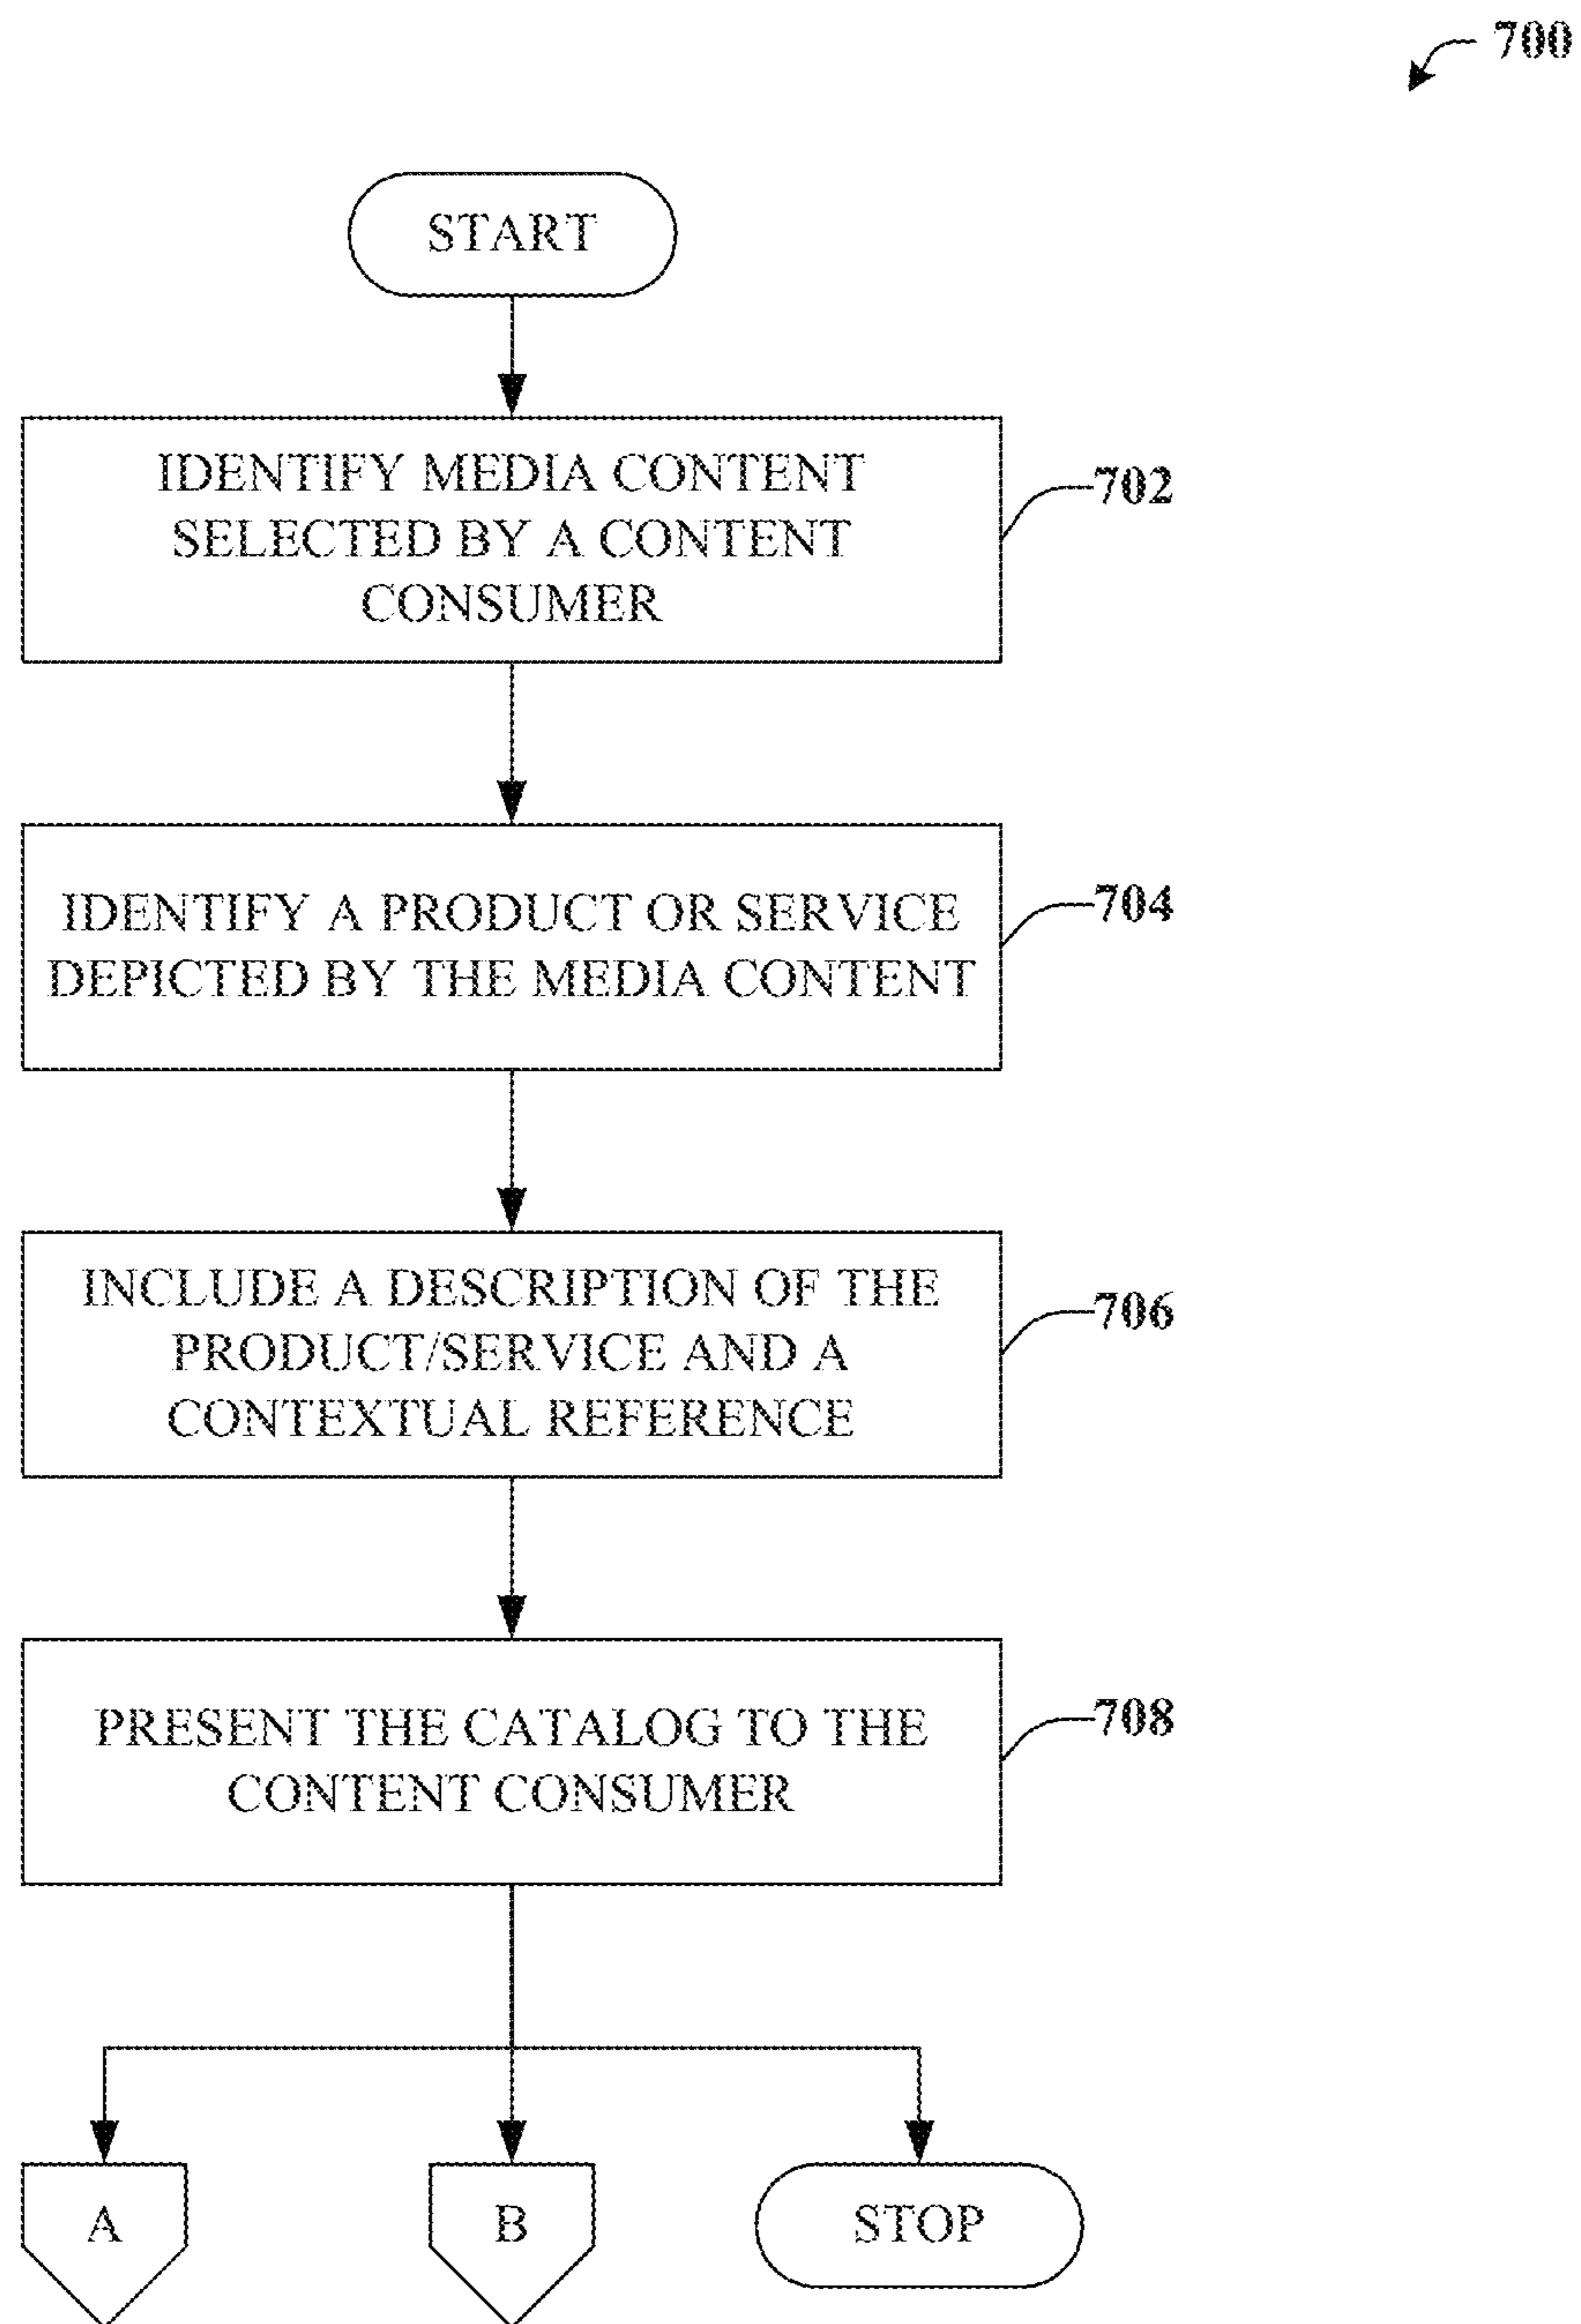 700
START
IDENTIFY MEDIA CONTENT
SELECTED BY A CONTENT
CONSUMER
702
IDENTIFY A PRODUCT OR SERVICE
DEPICTED BY THE MEDIA CONTENT
704
INCLUDE A DESCRIPTION OF THE
PRODUCT/SERVICE AND A
CONTEXTUAL REFERENCE
706
PRESENT THE CATALOG TO THE
CONTENT CONSUMER
708
A
B
STOP